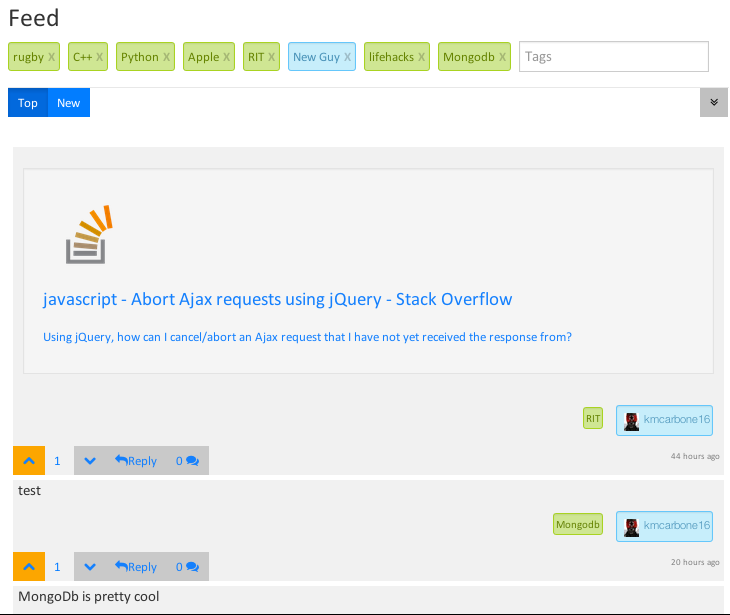 Feed
rugby x C++ x Python x Apple x RIT x New Guy x lifehacks x Mongodb x Tags
Top New
javascript - Abort Ajax requests using jQuery - Stack Overflow
Using jQuery, how can I cancel/abort an Ajax request that I have not yet received the response from?
RIT kmcarbone16
1 Reply 0 44 hours ago
test
Mongodb kmcarbone16
1 Reply 0 20 hours ago
MongoDb is pretty cool